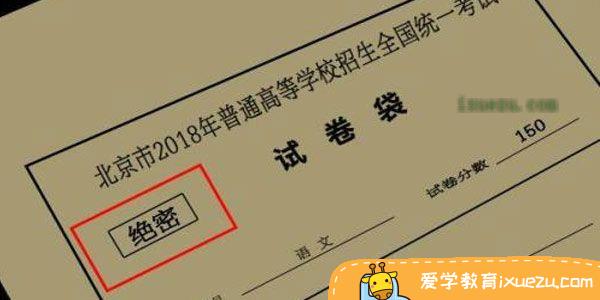 北京市2018年普通高等学校招生全国统一考试
试卷袋
ixuezu.com
绝密
试卷分数 150
语文
爱学教育ixuezu.com